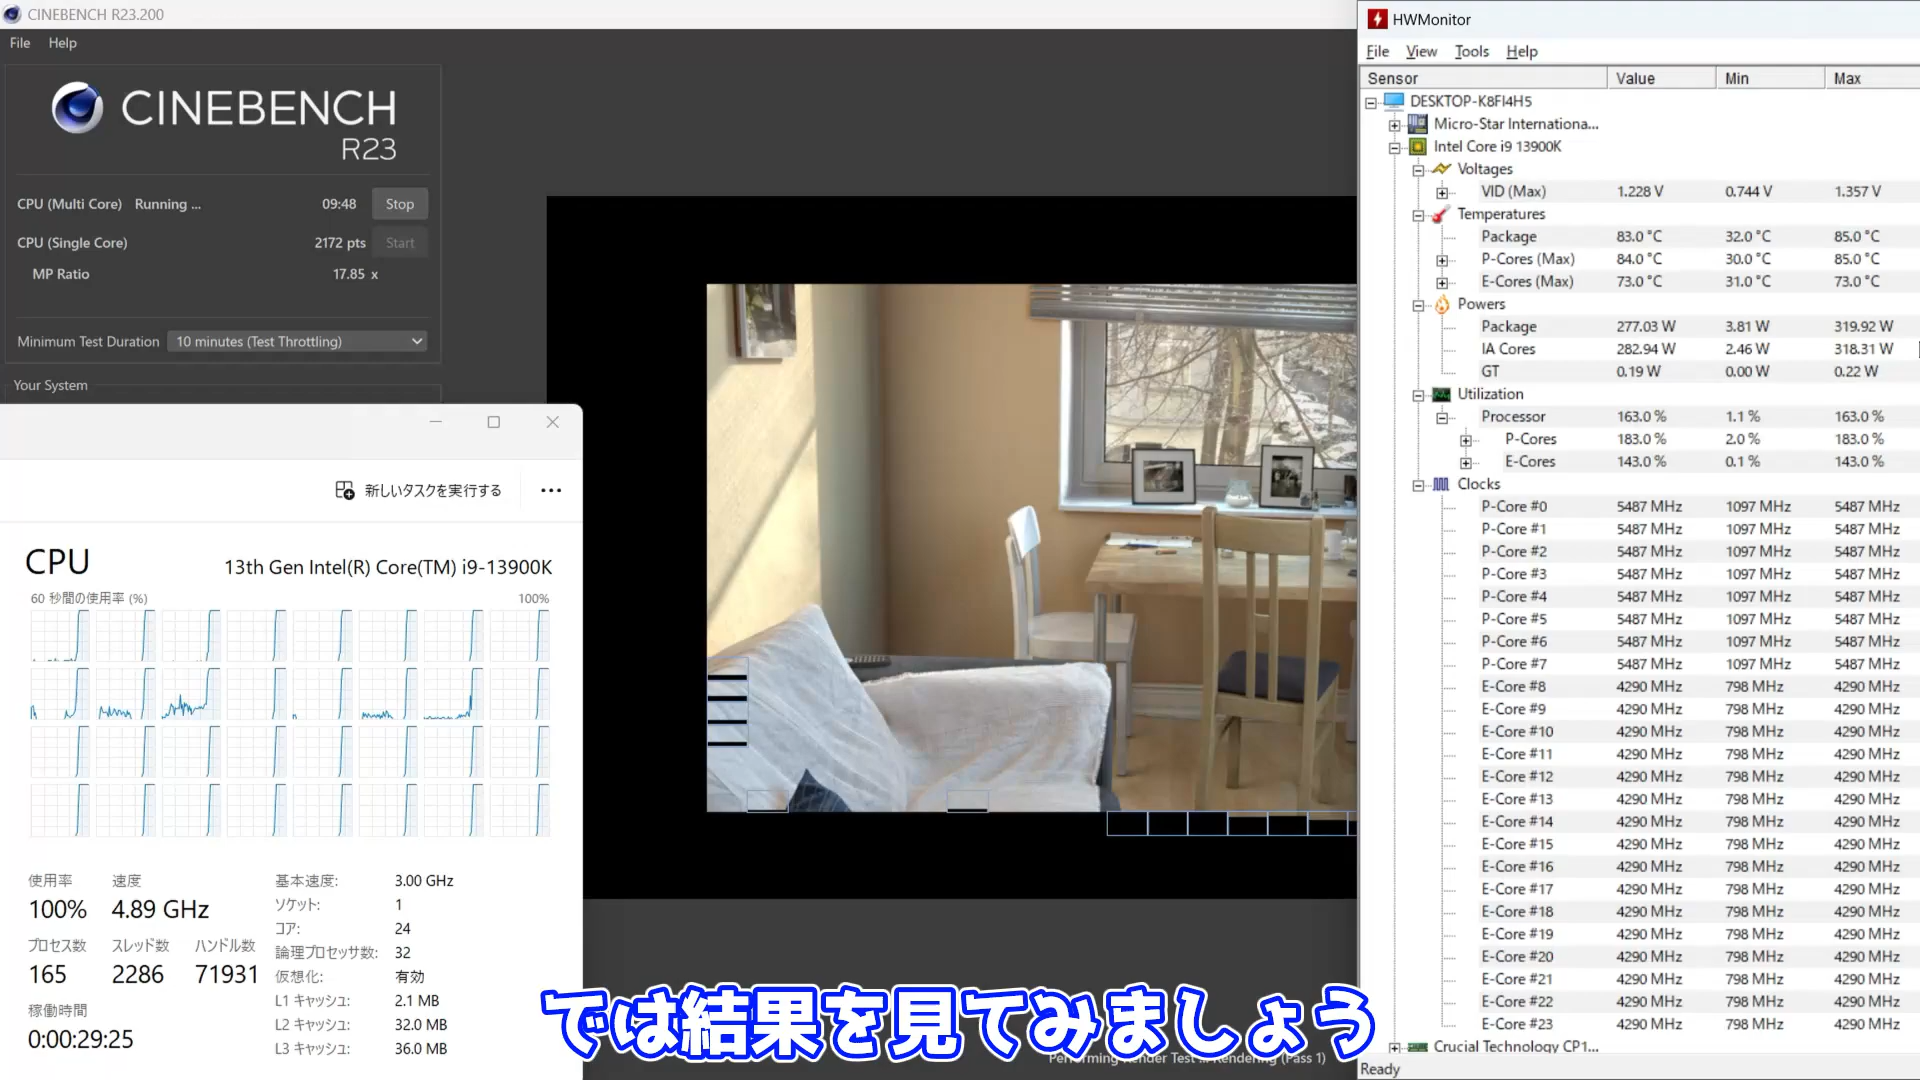 CINEBENCH R23.200
File Help
CINEBENCH
R23
CPU (Multi Core) Running ... 09:48 Stop
CPU (Single Core) 2172 pts Start
MP Ratio 17.85 x
Minimum Test Duration 10 minutes (Test Throttling)
Your System
新しいタスクを実行する
CPU 13th Gen Intel(R) Core(TM) i9-13900K
60 秒間の使用率 (%) 100%
使用率 速度
100% 4.89 GHz
プロセス数 スレッド数 ハンドル数
165 2286 71931
稼働時間
0:00:29:25
基本速度: 3.00 GHz
ソケット: 1
コア: 24
論理プロセッサ数: 32
仮想化: 有効
L1 キャッシュ: 2.1 MB
L2 キャッシュ: 32.0 MB
L3 キャッシュ: 36.0 MB
では結果を見てみましょう
Performing Render Test ... Rendering (Pass 1)
HWMonitor
File View Tools Help
Sensor Value Min Max
DESKTOP-K8FI4H5
Micro-Star Internationa...
Intel Core i9 13900K
Voltages
VID (Max) 1.228 V 0.744 V 1.357 V
Temperatures
Package 83.0 °C 32.0 °C 85.0 °C
P-Cores (Max) 84.0 °C 30.0 °C 85.0 °C
E-Cores (Max) 73.0 °C 31.0 °C 73.0 °C
Powers
Package 277.03 W 3.81 W 319.92 W
IA Cores 282.94 W 2.46 W 318.31 W
GT 0.19 W 0.00 W 0.22 W
Utilization
Processor 163.0 % 1.1 % 163.0 %
P-Cores 183.0 % 2.0 % 183.0 %
E-Cores 143.0 % 0.1 % 143.0 %
Clocks
P-Core #0 5487 MHz 1097 MHz 5487 MHz
P-Core #1 5487 MHz 1097 MHz 5487 MHz
P-Core #2 5487 MHz 1097 MHz 5487 MHz
P-Core #3 5487 MHz 1097 MHz 5487 MHz
P-Core #4 5487 MHz 1097 MHz 5487 MHz
P-Core #5 5487 MHz 1097 MHz 5487 MHz
P-Core #6 5487 MHz 1097 MHz 5487 MHz
P-Core #7 5487 MHz 1097 MHz 5487 MHz
E-Core #8 4290 MHz 798 MHz 4290 MHz
E-Core #9 4290 MHz 798 MHz 4290 MHz
E-Core #10 4290 MHz 798 MHz 4290 MHz
E-Core #11 4290 MHz 798 MHz 4290 MHz
E-Core #12 4290 MHz 798 MHz 4290 MHz
E-Core #13 4290 MHz 798 MHz 4290 MHz
E-Core #14 4290 MHz 798 MHz 4290 MHz
E-Core #15 4290 MHz 798 MHz 4290 MHz
E-Core #16 4290 MHz 798 MHz 4290 MHz
E-Core #17 4290 MHz 798 MHz 4290 MHz
E-Core #18 4290 MHz 798 MHz 4290 MHz
E-Core #19 4290 MHz 798 MHz 4290 MHz
E-Core #20 4290 MHz 798 MHz 4290 MHz
E-Core #21 4290 MHz 798 MHz 4290 MHz
E-Core #22 4290 MHz 798 MHz 4290 MHz
E-Core #23 4290 MHz 798 MHz 4290 MHz
Crucial Technology CP1...
Ready